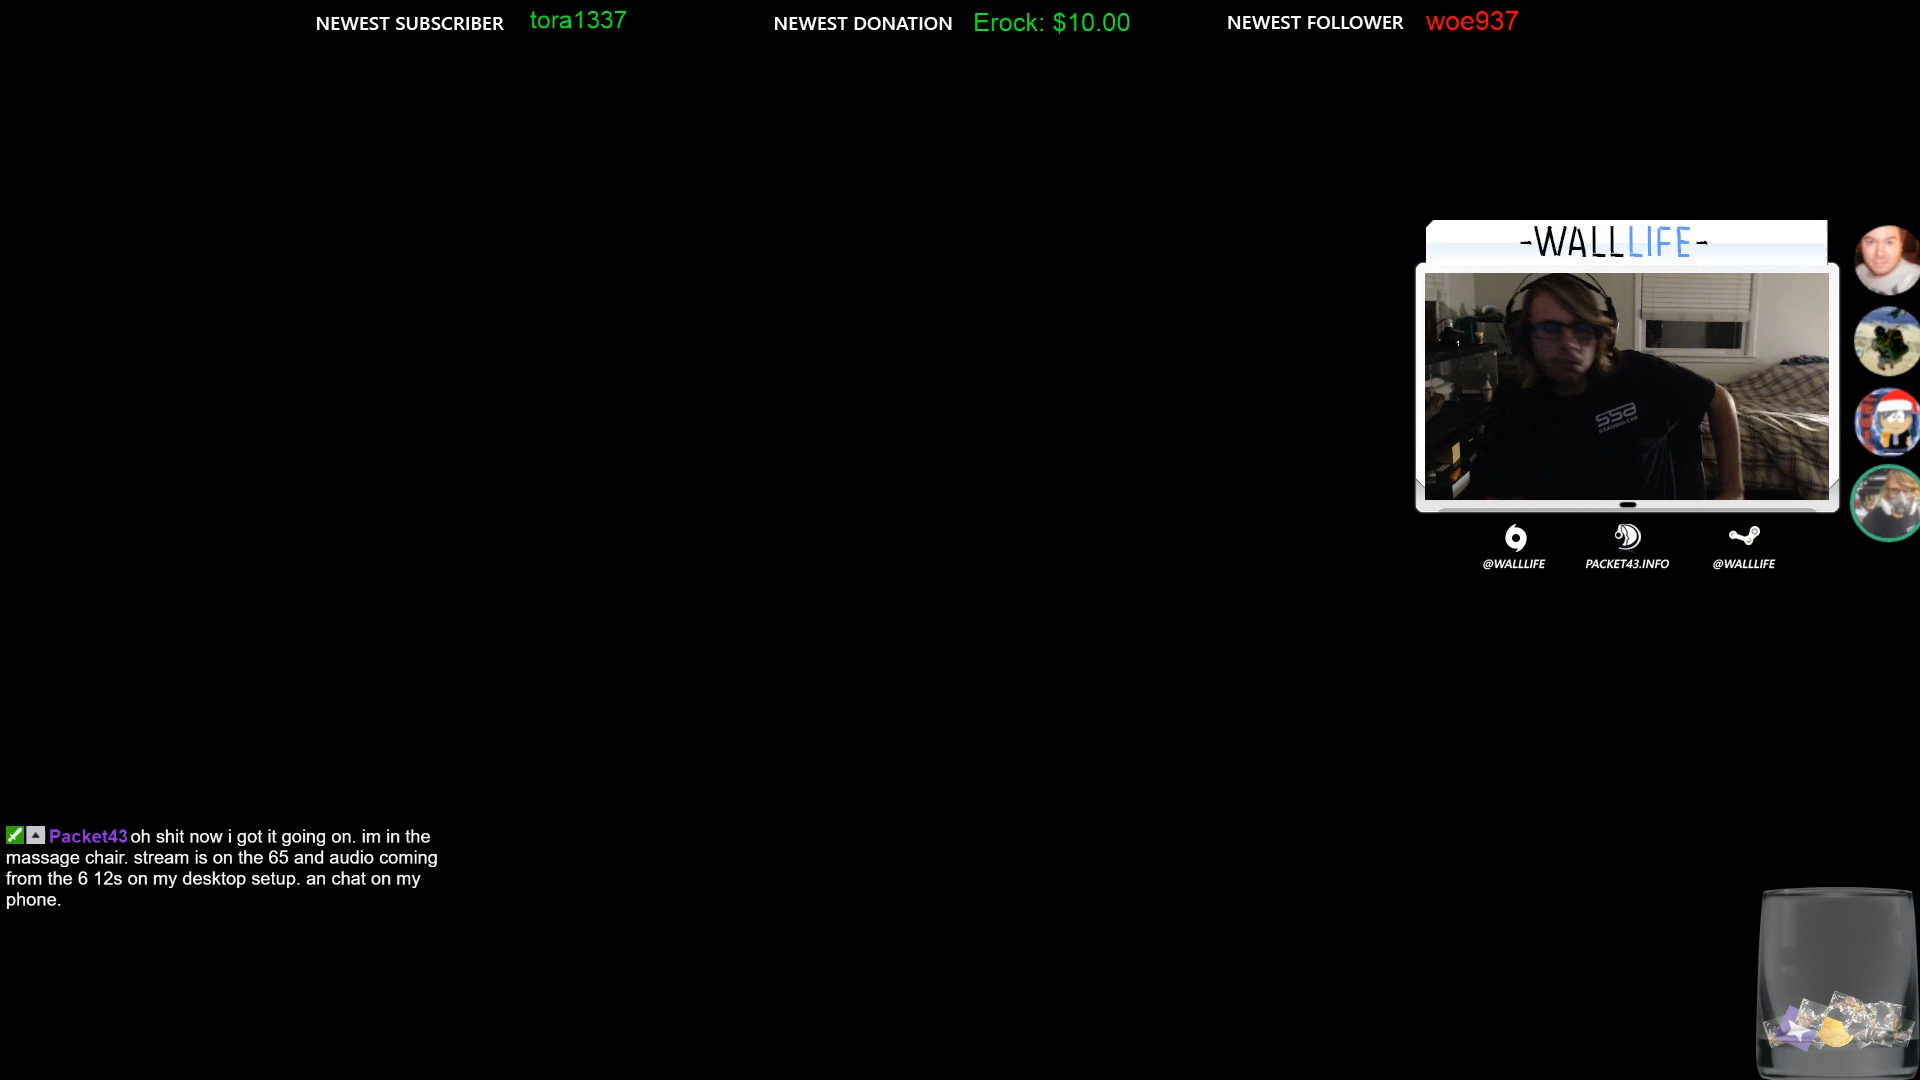 NEWEST SUBSCRIBER tora1337 NEWEST DONATION Erock: $10.00 NEWEST FOLLOWER woe937
-WALLLIFE-
ssa
@WALLLIFE PACKET43.INFO @WALLLIFE
Packet43 oh shit now i got it going on. im in the
massage chair. stream is on the 65 and audio coming
from the 6 12s on my desktop setup. an chat on my
phone.